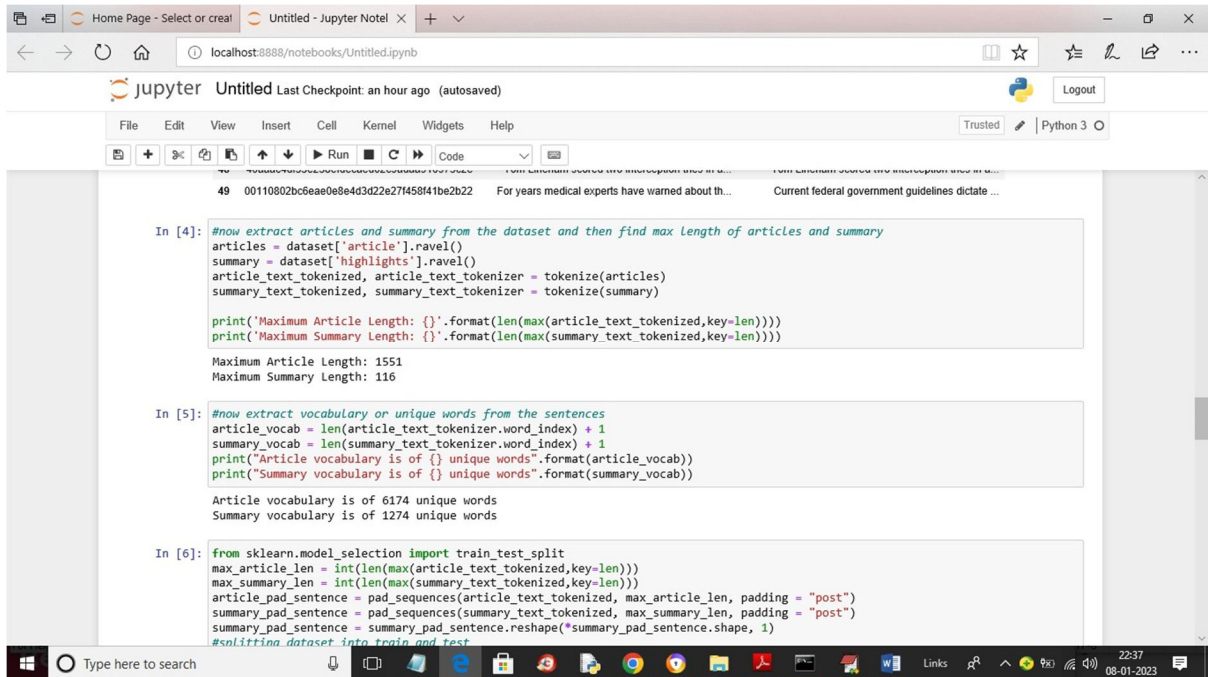 Home Page - Select or creat
Untitled - Jupyter Notel
localhost:8888/notebooks/Untitled.ipynb
jupyter Untitled Last Checkpoint: an hour ago (autosaved)
Logout
File Edit View Insert Cell Kernel Widgets Help
Trusted
Python 3
Run
Code
49 00110802bc6eae0e8e4d3d22e27f458f41be2b22 For years medical experts have warned about th... Current federal government guidelines dictate ...
In [4]: #now extract articles and summary from the dataset and then find max length of articles and summary
articles = dataset['article'].ravel()
summary = dataset['highlights'].ravel()
article_text_tokenized, article_text_tokenizer = tokenize(articles)
summary_text_tokenized, summary_text_tokenizer = tokenize(summary)
print('Maximum Article Length: {}'.format(len(max(article_text_tokenized,key=len))))
print('Maximum Summary Length: {}'.format(len(max(summary_text_tokenized,key=len))))
Maximum Article Length: 1551
Maximum Summary Length: 116
In [5]: #now extract vocabulary or unique words from the sentences
article_vocab = len(article_text_tokenizer.word_index) + 1
summary_vocab = len(summary_text_tokenizer.word_index) + 1
print("Article vocabulary is of {} unique words".format(article_vocab))
print("Summary vocabulary is of {} unique words".format(summary_vocab))
Article vocabulary is of 6174 unique words
Summary vocabulary is of 1274 unique words
In [6]: from sklearn.model_selection import train_test_split
max_article_len = int(len(max(article_text_tokenized,key=len)))
max_summary_len = int(len(max(summary_text_tokenized,key=len)))
article_pad_sentence = pad_sequences(article_text_tokenized, max_article_len, padding = "post")
summary_pad_sentence = pad_sequences(summary_text_tokenized, max_summary_len, padding = "post")
summary_pad_sentence = summary_pad_sentence.reshape(*summary_pad_sentence.shape, 1)
#splitting dataset into train and test
Type here to search
Links
22:37
08-01-2023